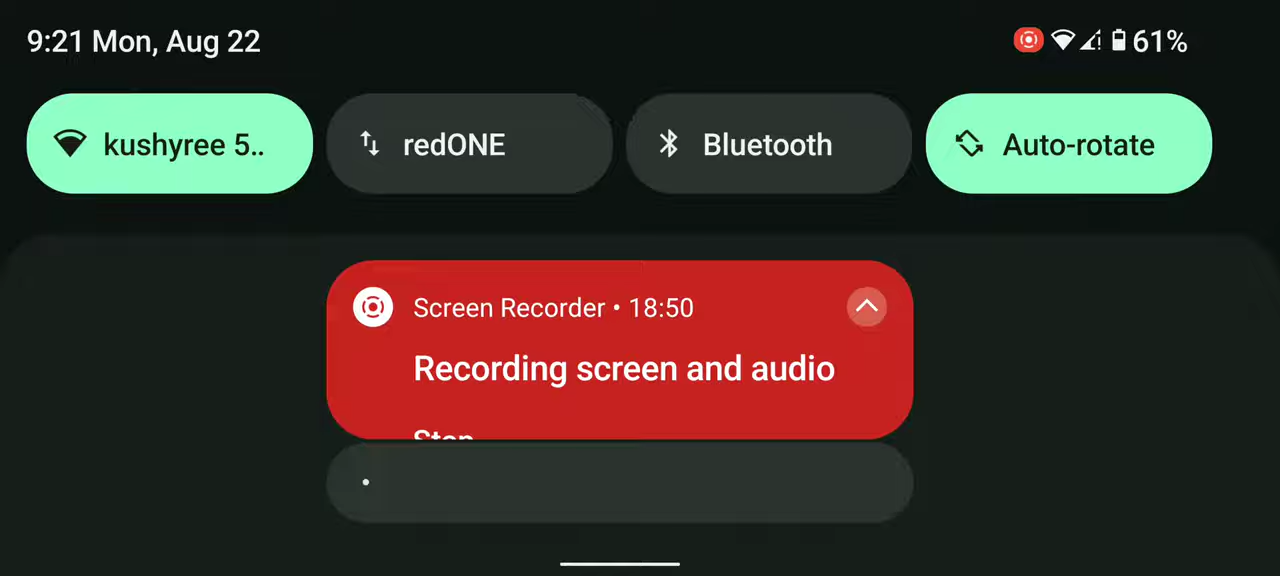 9:21 Mon, Aug 22
61%
kushyree 5..
redONE
Bluetooth
Auto-rotate
Screen Recorder • 18:50
Recording screen and audio
Stop